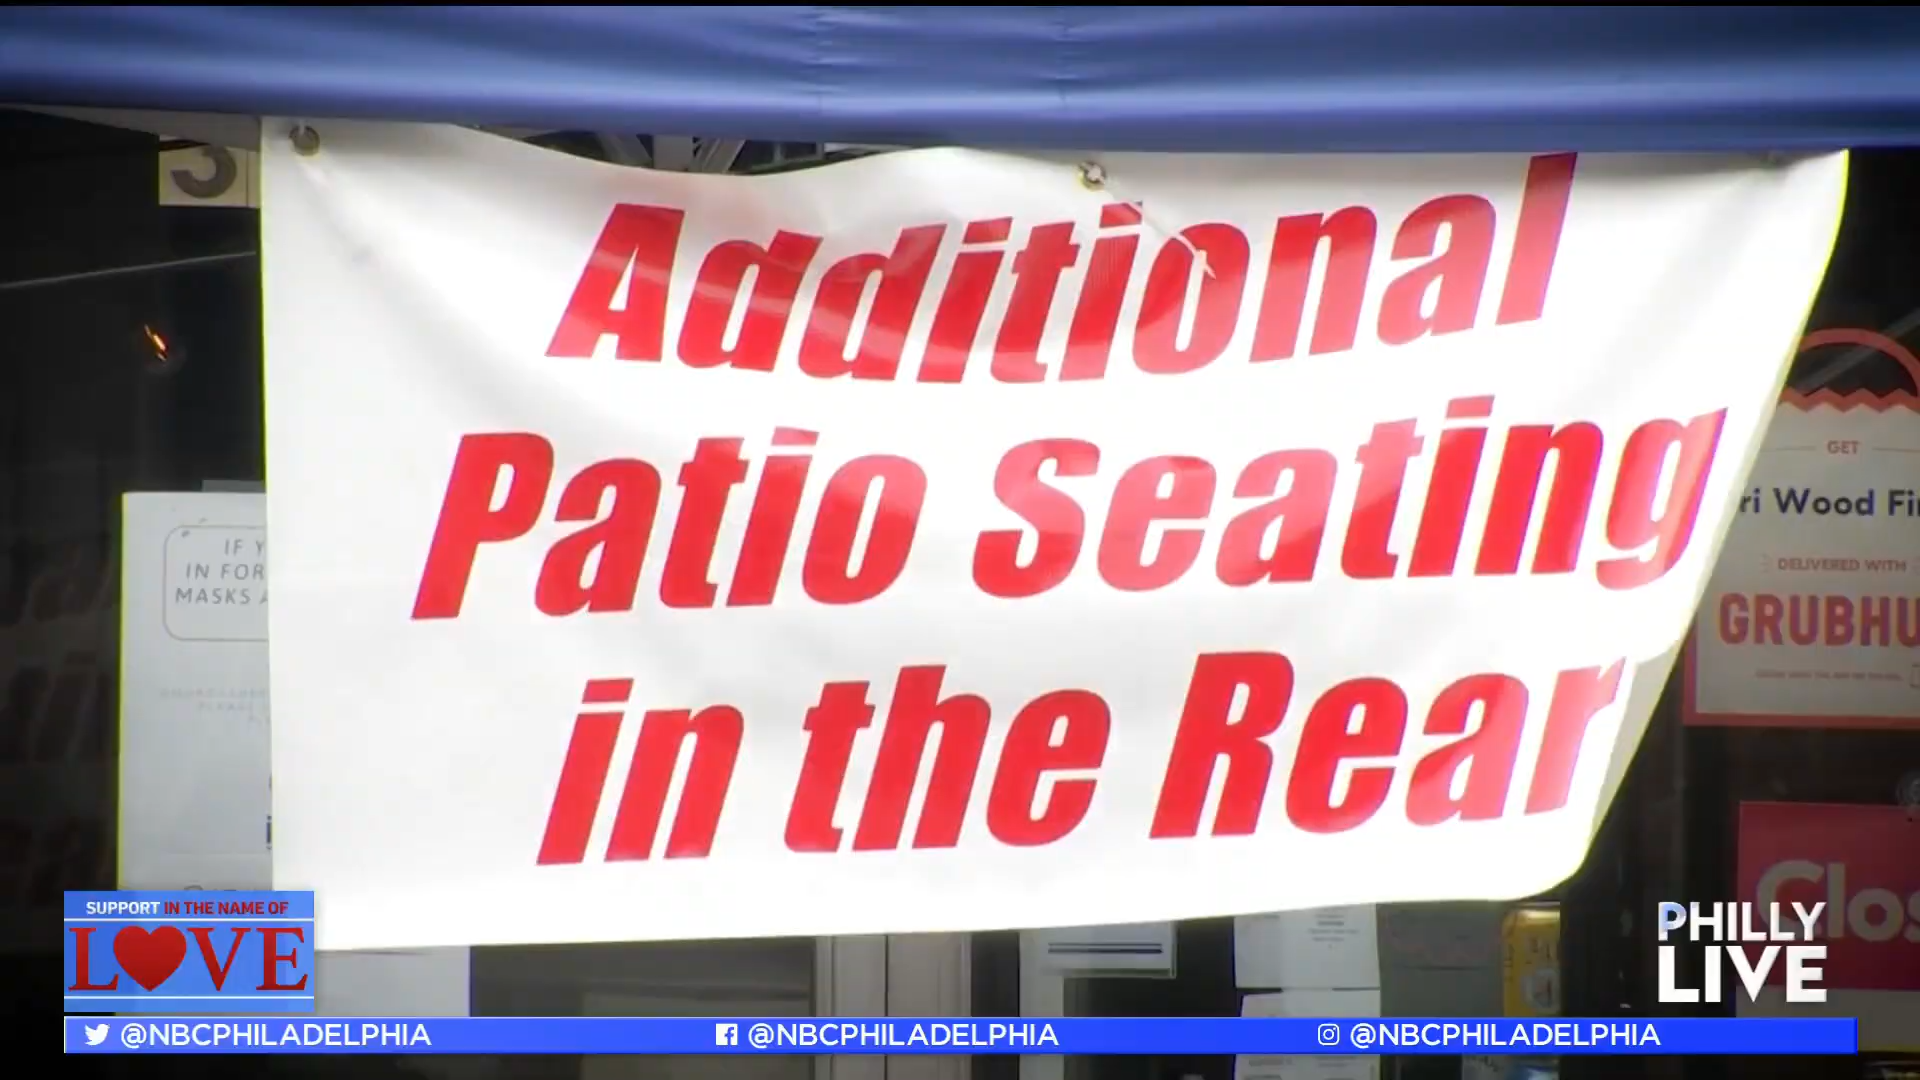 Additional
Patio Seating
in the Rear
IF
IN FOR
MASKS
GET
ri Wood Fi
DELIVERED WITH
GRUBHU
Clos
SUPPORT IN THE NAME OF
LOVE
PHILLY
LIVE
@NBCPHILADELPHIA
@NBCPHILADELPHIA
@NBCPHILADELPHIA